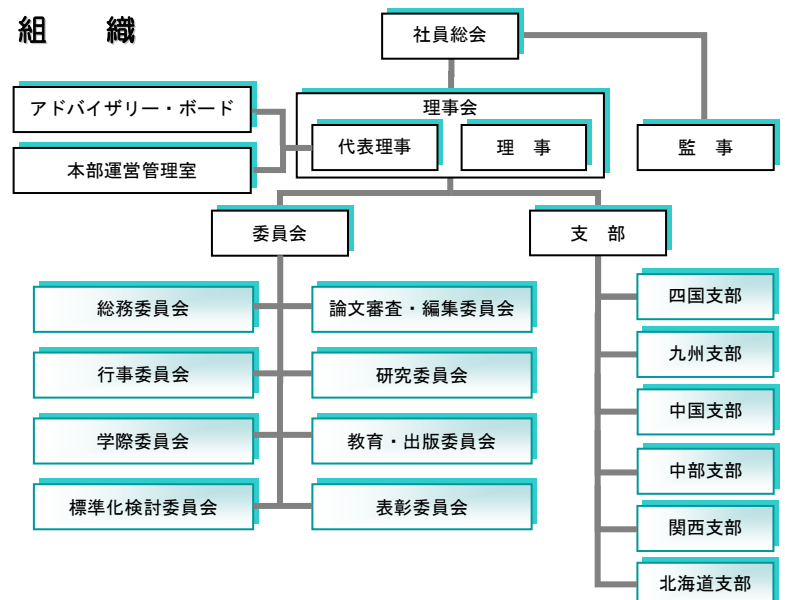 組　織
社員総会
理事会
アドバイザリー・ボード
代表理事
理　事
監　事
本部運営管理室
委員会
支　部
総務委員会
論文審査・編集委員会
四国支部
行事委員会
研究委員会
九州支部
学際委員会
教育・出版委員会
中国支部
標準化検討委員会
表彰委員会
中部支部
関西支部
北海道支部